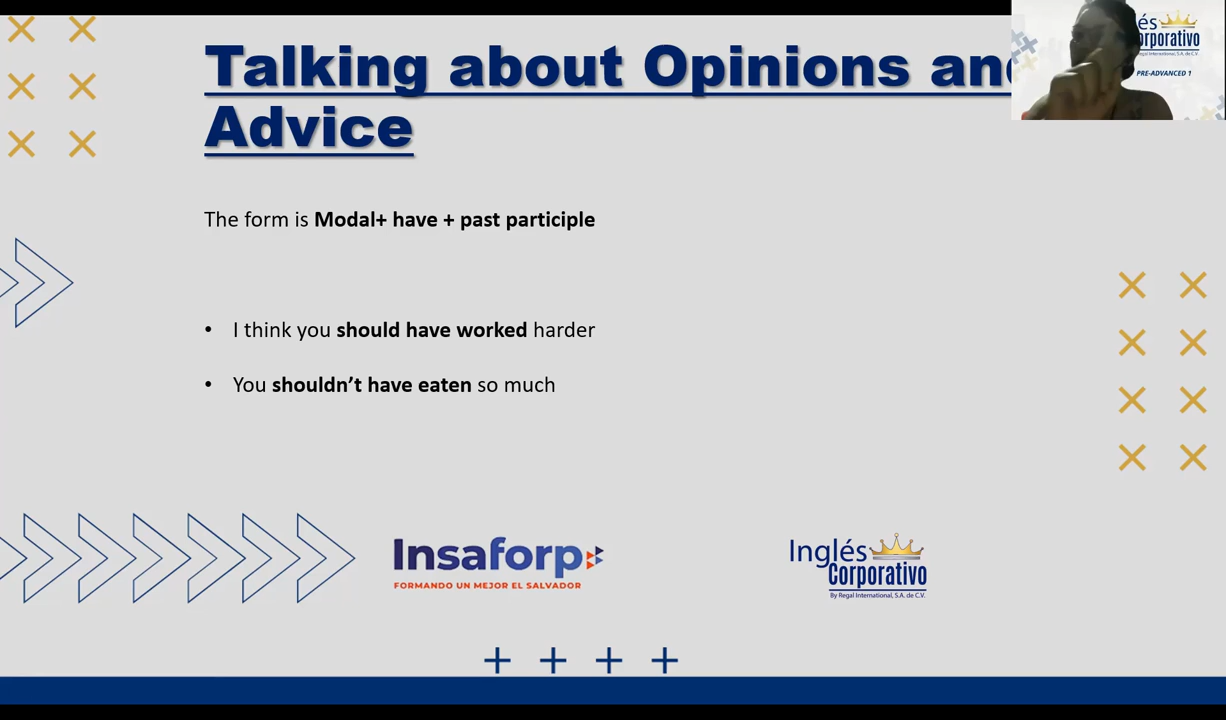 Talking about Opinions and
Advice
és
orporativo
PRE-ADVANCED 1
The form is Modal+ have + past participle
• I think you should have worked harder
• You shouldn’t have eaten so much
Insaforp
FORMANDO UN MEJOR EL SALVADOR
Inglés
Corporativo
By Regal International, S.A. de C.V.